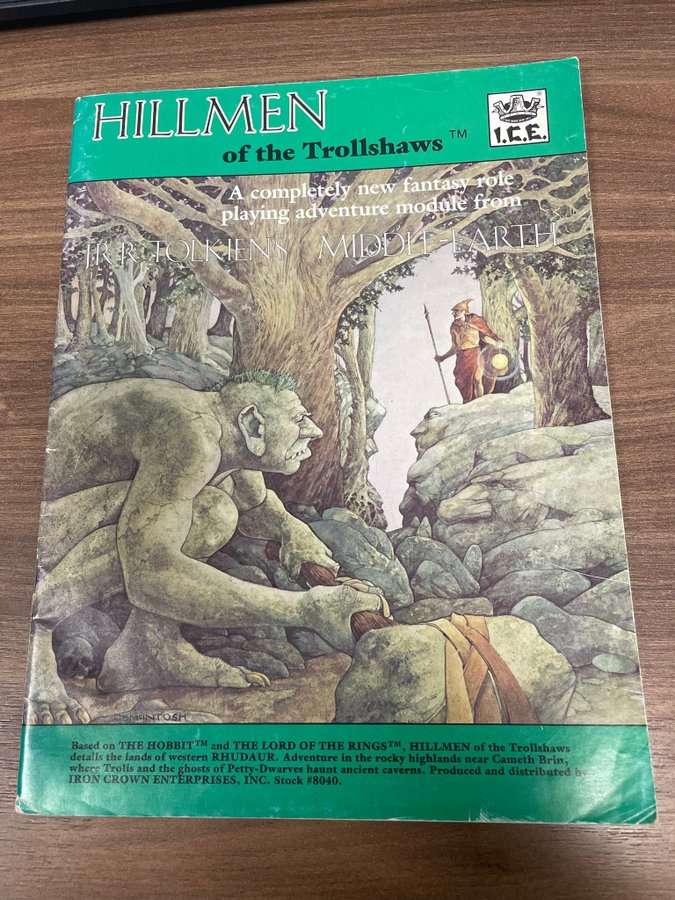 HILLMEN
of the Trollshaws™
®
I.C.E.
A completely new fantasy role
playing adventure module from
J.R.R. TOLKIEN'S MIDDLE-EARTH
Based on THE HOBBIT™ and THE LORD OF THE RINGS™, HILLMEN of the Trollshaws
details the lands of western RHUDAUR. Adventure in the rocky highlands near Cameth Brin,
where Trolls and the ghosts of Petty-Dwarves haunt ancient caverns. Produced and distributed by
IRON CROWN ENTERPRISES, INC. Stock #8040.